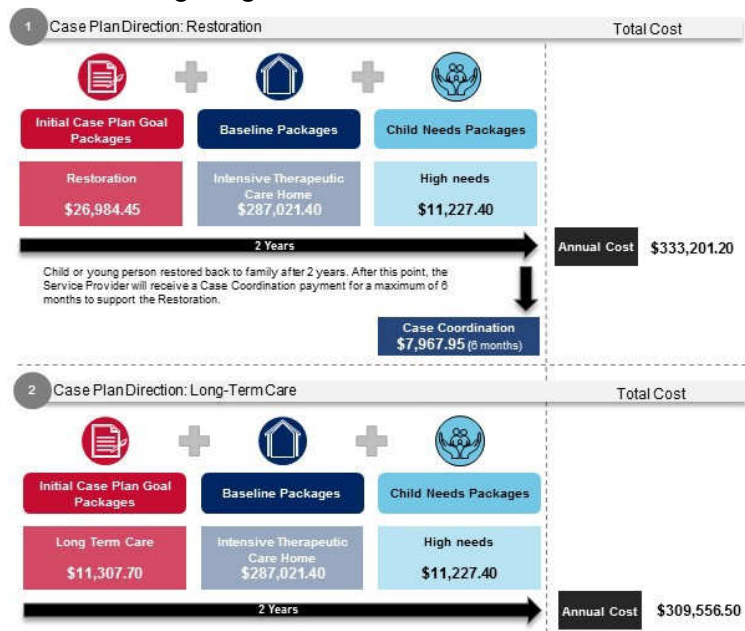 1 Case Plan Direction: Restoration
Total Cost
Initial Case Plan Goal
Packages
Baseline Packages
Child Needs Packages
Restoration
$26,984.45
Intensive Therapeutic
Care Home
$287,021.40
High needs
$11,227.40
2 Years
Annual Cost $333,201.20
Child or young person restored back to family after 2 years. After this point, the
Service Provider will receive a Case Coordination payment for a maximum of 6
months to support the Restoration.
Case Coordination
$7,967.95 (6 months)
2 Case Plan Direction: Long-Term Care
Total Cost
Initial Case Plan Goal
Packages
Baseline Packages
Child Needs Packages
Long Term Care
$11,307.70
Intensive Therapeutic
Care Home
$287,021.40
High needs
$11,227.40
2 Years
Annual Cost $309,556.50